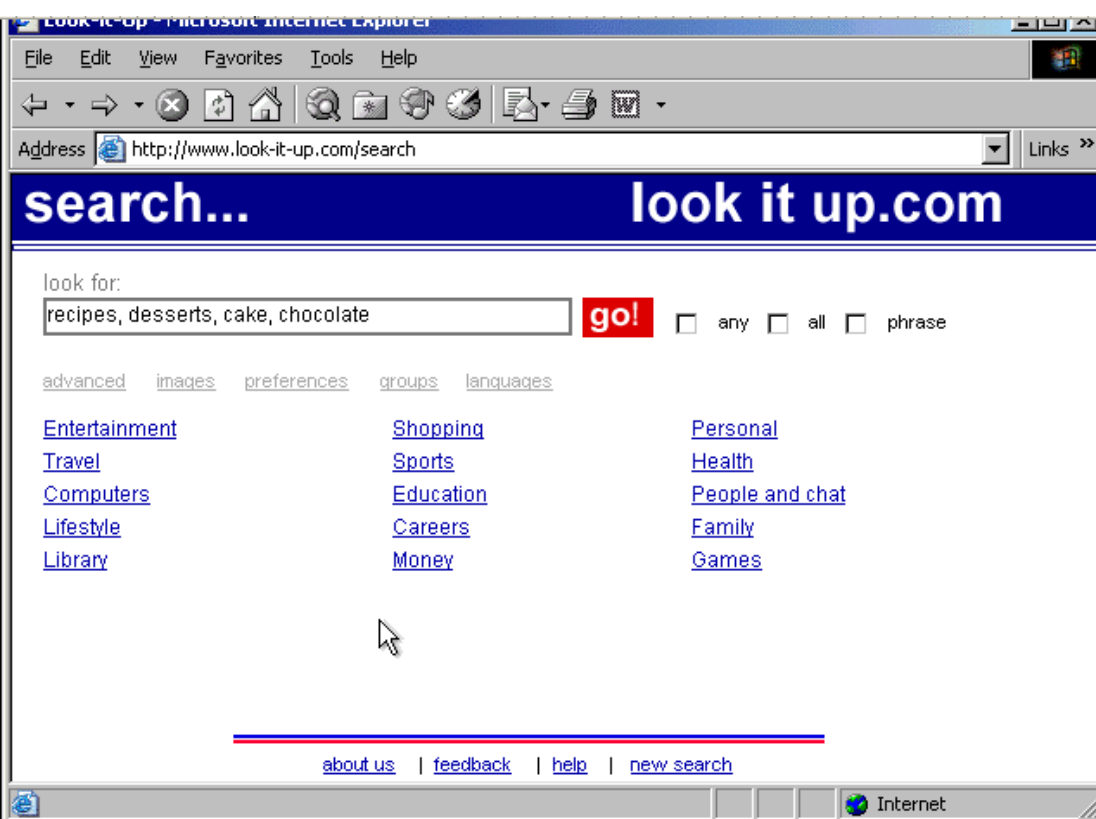 Look-It-Up - Microsoft Internet Explorer
File Edit View Favorites Tools Help
Address http://www.look-it-up.com/search Links »
search... look it up.com
look for:
recipes, desserts, cake, chocolate go! any all phrase
advanced images preferences groups languages
Entertainment Shopping Personal
Travel Sports Health
Computers Education People and chat
Lifestyle Careers Family
Library Money Games
about us | feedback | help | new search
Internet